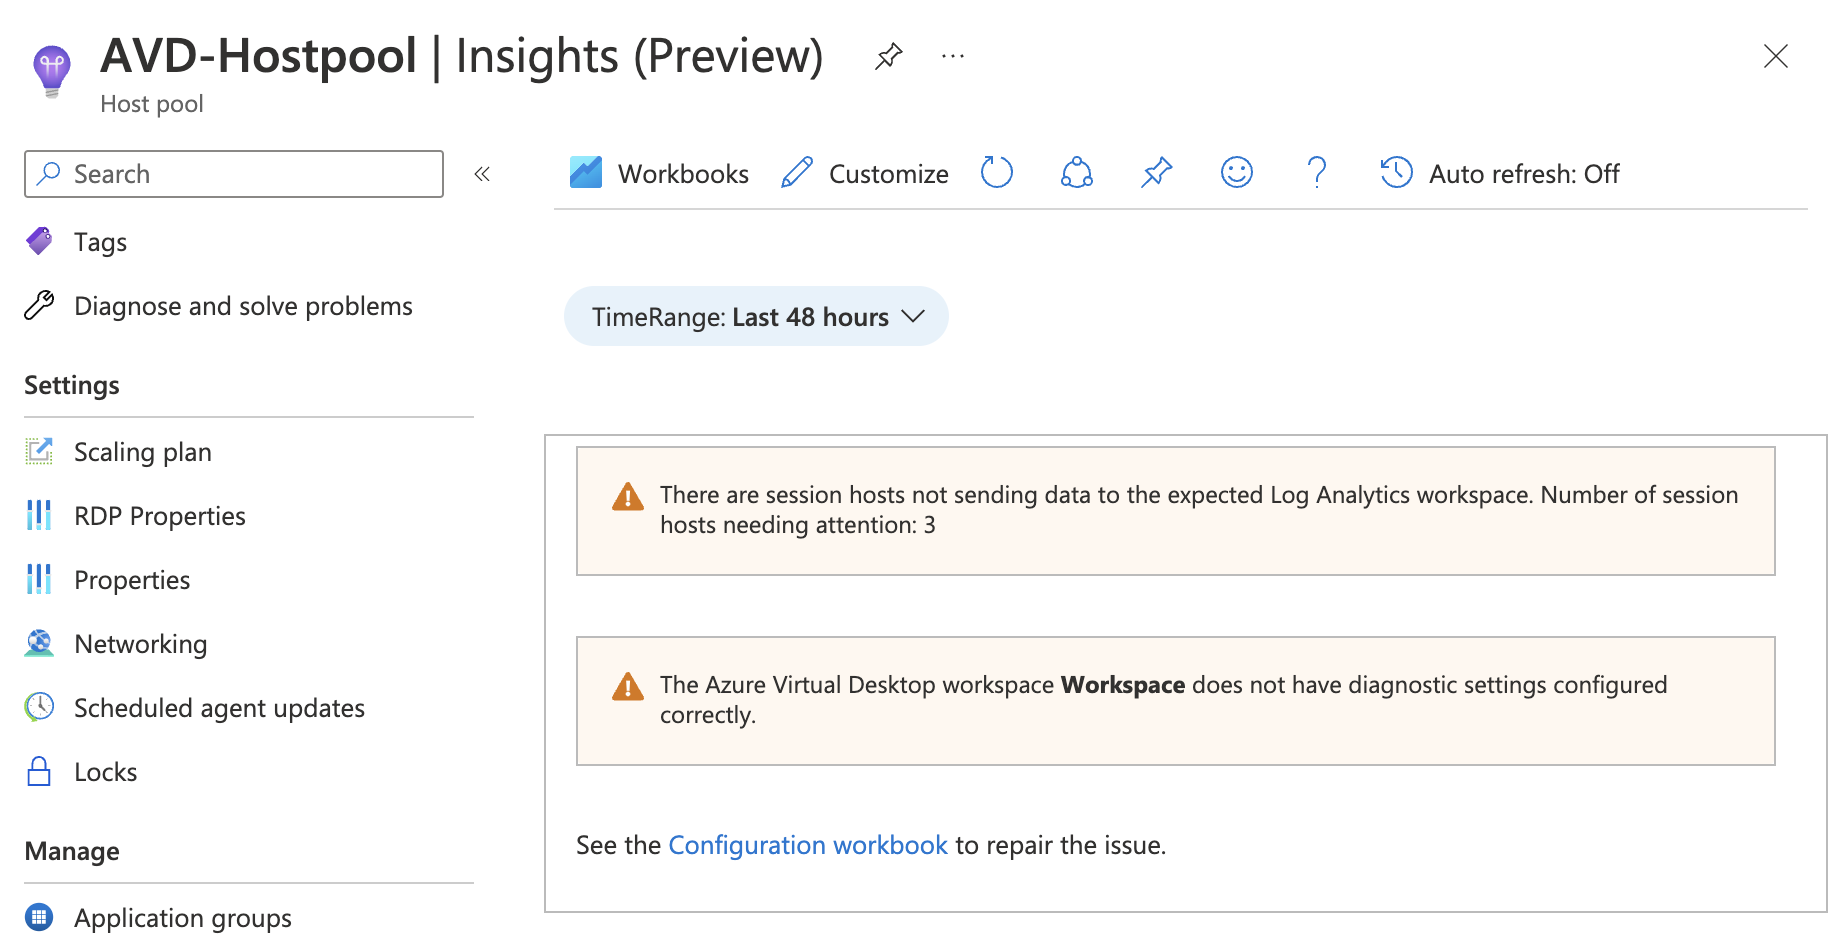 AVD-Hostpool | Insights (Preview)
...
Host pool
Search
«
Workbooks
Customize
?
Auto refresh: Off
Tags
Diagnose and solve problems
TimeRange: Last 48 hours
Settings
Scaling plan
RDP Properties
Properties
Networking
Scheduled agent updates
Locks
Manage
Application groups
There are session hosts not sending data to the expected Log Analytics workspace. Number of session
hosts needing attention: 3
The Azure Virtual Desktop workspace Workspace does not have diagnostic settings configured
correctly.
See the Configuration workbook to repair the issue.